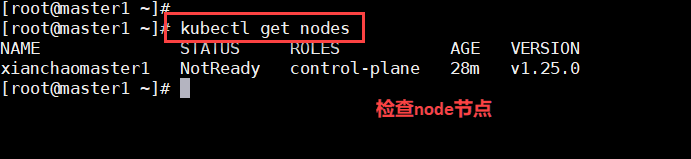 [root@master1 ~]#
[root@master1 ~]# kubectl get nodes
NAME STATUS ROLES AGE VERSION
xianchaomaster1 NotReady control-plane 28m v1.25.0
[root@master1 ~]#
检查node节点